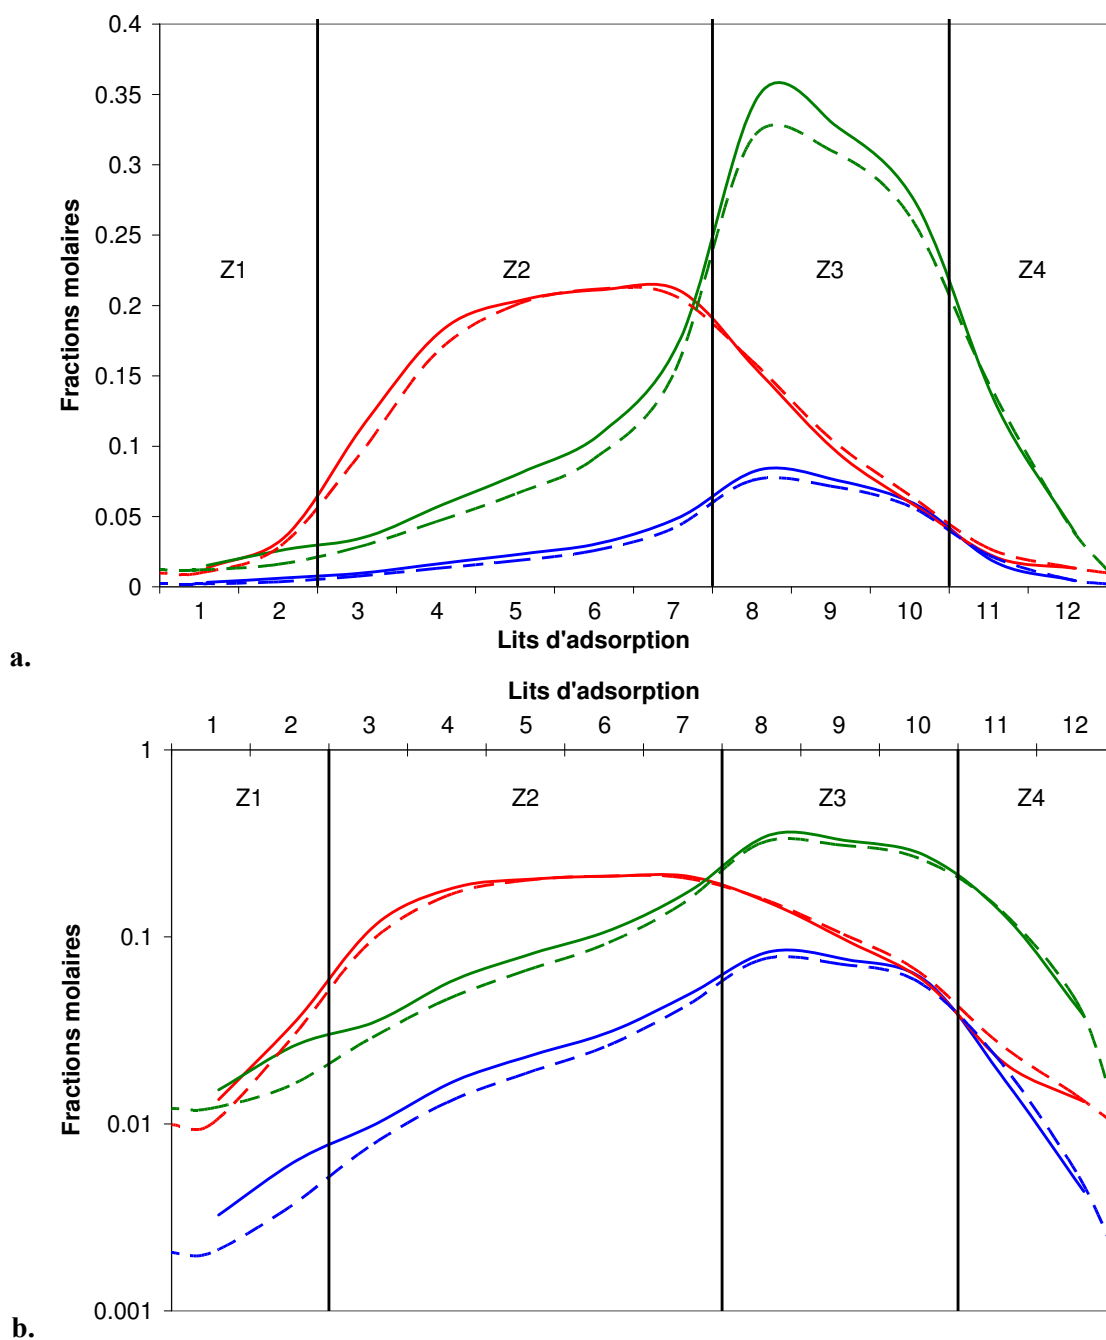 0.4
0.35
0.3
0.25
0.2
0.15
0.1
0.05
0
Fractions molaires
Z1 Z2 Z3 Z4
1 2 3 4 5 6 7 8 9 10 11 12
Lits d'adsorption
a.
Lits d'adsorption
1 2 3 4 5 6 7 8 9 10 11 12
1
0.1
0.01
0.001
Fractions molaires
Z1 Z2 Z3 Z4
b.